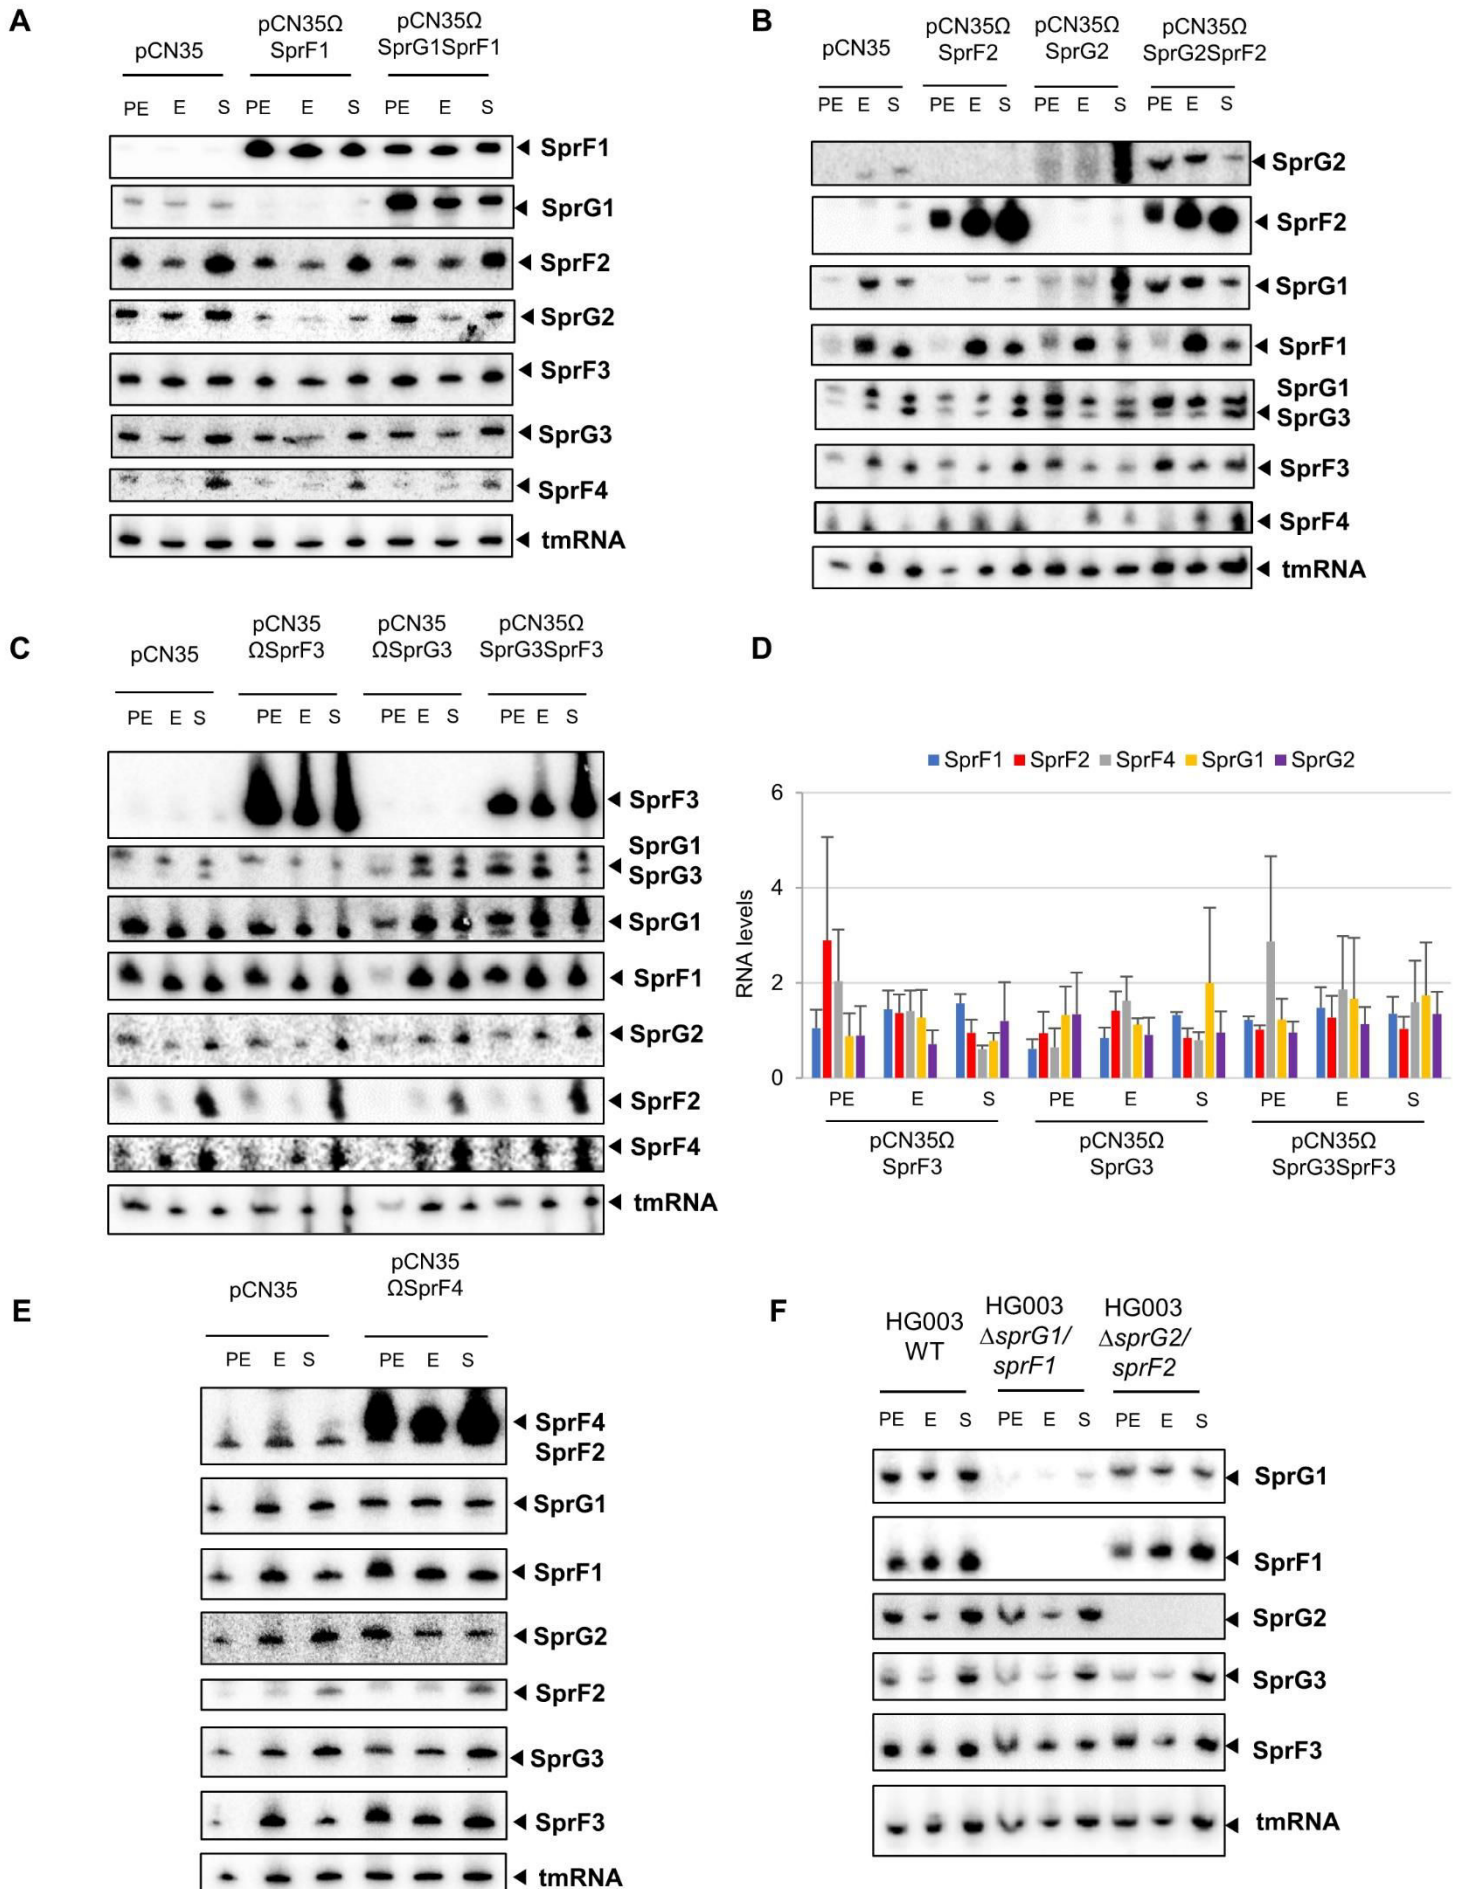 A
pCN35
pCN35Ω
SprF1
pCN35Ω
SprG1SprF1
PE E S PE E S PE E S
SprF1
SprG1
SprF2
SprG2
SprF3
SprG3
SprF4
tmRNA
B
pCN35
pCN35Ω
SprF2
pCN35Ω
SprG2
pCN35Ω
SprG2SprF2
PE E S PE E S PE E S PE E S
SprG2
SprF2
SprG1
SprF1
SprG1
SprG3
SprF3
SprF4
tmRNA
C
pCN35
pCN35
ΩSprF3
pCN35
ΩSprG3
pCN35Ω
SprG3SprF3
PE E S PE E S PE E S PE E S
SprF3
SprG1
SprG3
SprG1
SprF1
SprG2
SprF2
SprF4
tmRNA
D
SprF1 SprF2 SprF4 SprG1 SprG2
RNA levels
6
4
2
0
PE E S PE E S PE E S
pCN35Ω
SprF3
pCN35Ω
SprG3
pCN35Ω
SprG3SprF3
E
pCN35
pCN35
ΩSprF4
PE E S PE E S
SprF4
SprF2
SprG1
SprF1
SprG2
SprF2
SprG3
SprF3
tmRNA
F
HG003
WT
HG003
ΔsprG1/
sprF1
HG003
ΔsprG2/
sprF2
PE E S PE E S PE E S
SprG1
SprF1
SprG2
SprG3
SprF3
tmRNA